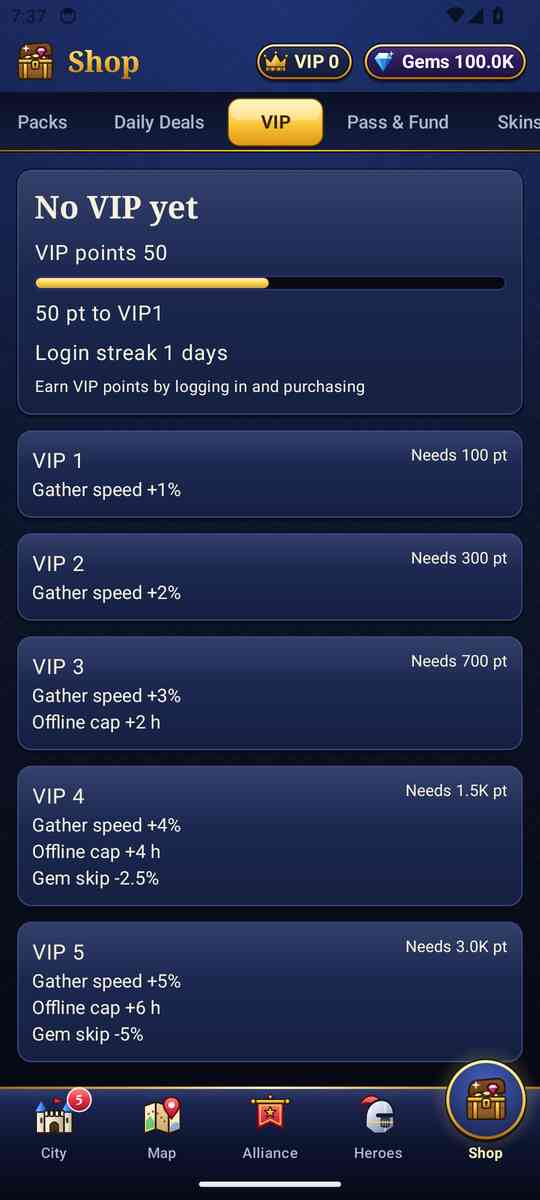 7:37
Shop
VIP 0
Gems 100.0K
Packs
Daily Deals
VIP
Pass & Fund
Skins
No VIP yet
VIP points 50
50 pt to VIP1
Login streak 1 days
Earn VIP points by logging in and purchasing
VIP 1
Needs 100 pt
Gather speed +1%
VIP 2
Needs 300 pt
Gather speed +2%
VIP 3
Needs 700 pt
Gather speed +3%
Offline cap +2 h
VIP 4
Needs 1.5K pt
Gather speed +4%
Offline cap +4 h
Gem skip -2.5%
VIP 5
Needs 3.0K pt
Gather speed +5%
Offline cap +6 h
Gem skip -5%
5
City
Map
Alliance
Heroes
Shop